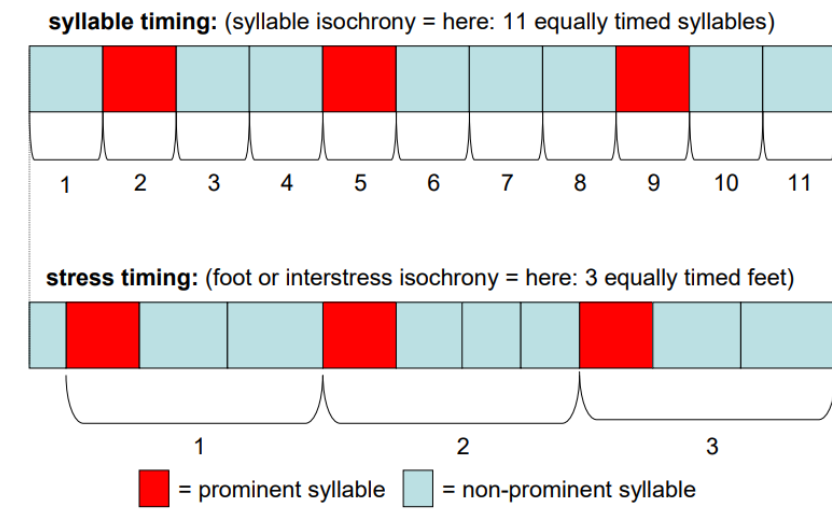 syllable timing: (syllable isochrony = here: 11 equally timed syllables)
1 2 3 4 5 6 7 8 9 10 11
stress timing: (foot or interstress isochrony = here: 3 equally timed feet)
1 2 3
= prominent syllable = non-prominent syllable